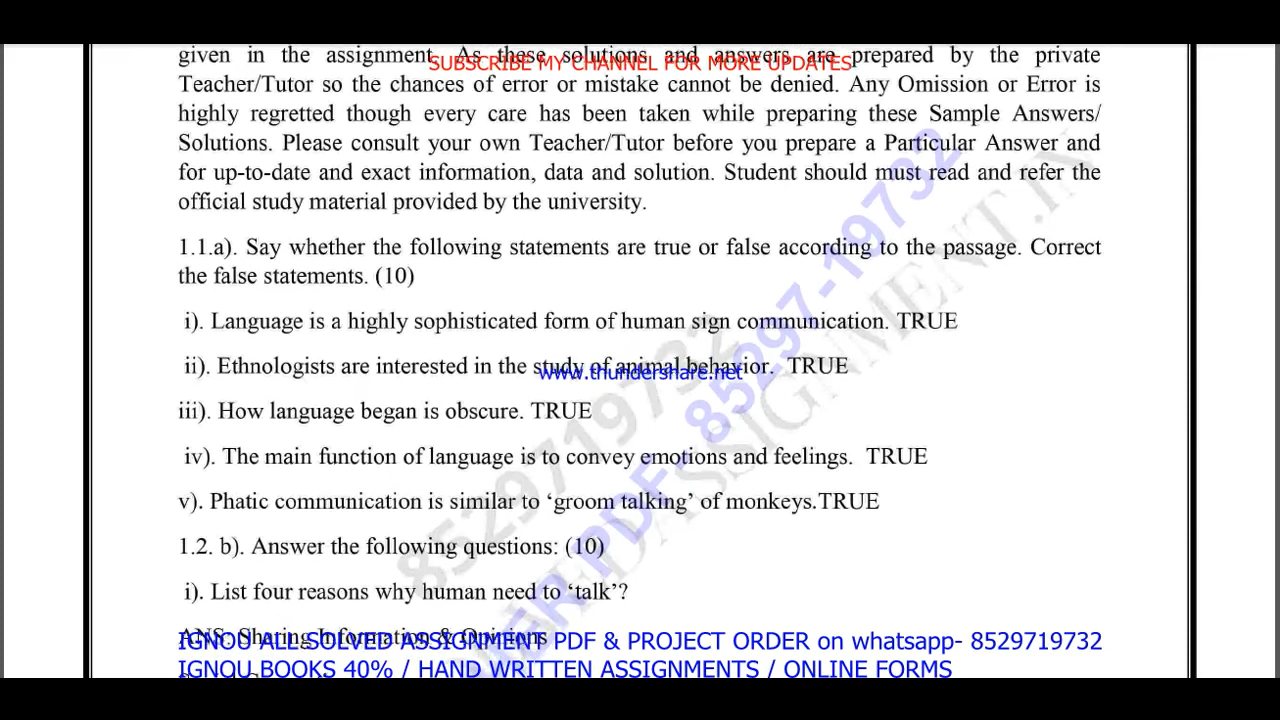 given in the assignment. As these solutions and answers are prepared by the private
SUBSCRIBE MY CHANNEL FOR MORE UPDATES
Teacher/Tutor so the chances of error or mistake cannot be denied. Any Omission or Error is
highly regretted though every care has been taken while preparing these Sample Answers/
Solutions. Please consult your own Teacher/Tutor before you prepare a Particular Answer and
for up-to-date and exact information, data and solution. Student should must read and refer the
official study material provided by the university.
1.1.a). Say whether the following statements are true or false according to the passage. Correct
the false statements. (10)
i). Language is a highly sophisticated form of human sign communication. TRUE
ii). Ethnologists are interested in the study of animal behavior. TRUE
www.thundershare.net
iii). How language began is obscure. TRUE
iv). The main function of language is to convey emotions and feelings. TRUE
v). Phatic communication is similar to ‘groom talking’ of monkeys.TRUE
1.2. b). Answer the following questions: (10)
i). List four reasons why human need to ‘talk’?
ANS: Sharing Information & Opinions
IGNOU ALL SOLVED ASSIGNMENT PDF & PROJECT ORDER on whatsapp- 8529719732
IGNOU BOOKS 40% / HAND WRITTEN ASSIGNMENTS / ONLINE FORMS
8529719732
PDF- 85297-19732
ASSIGNMENT.IN